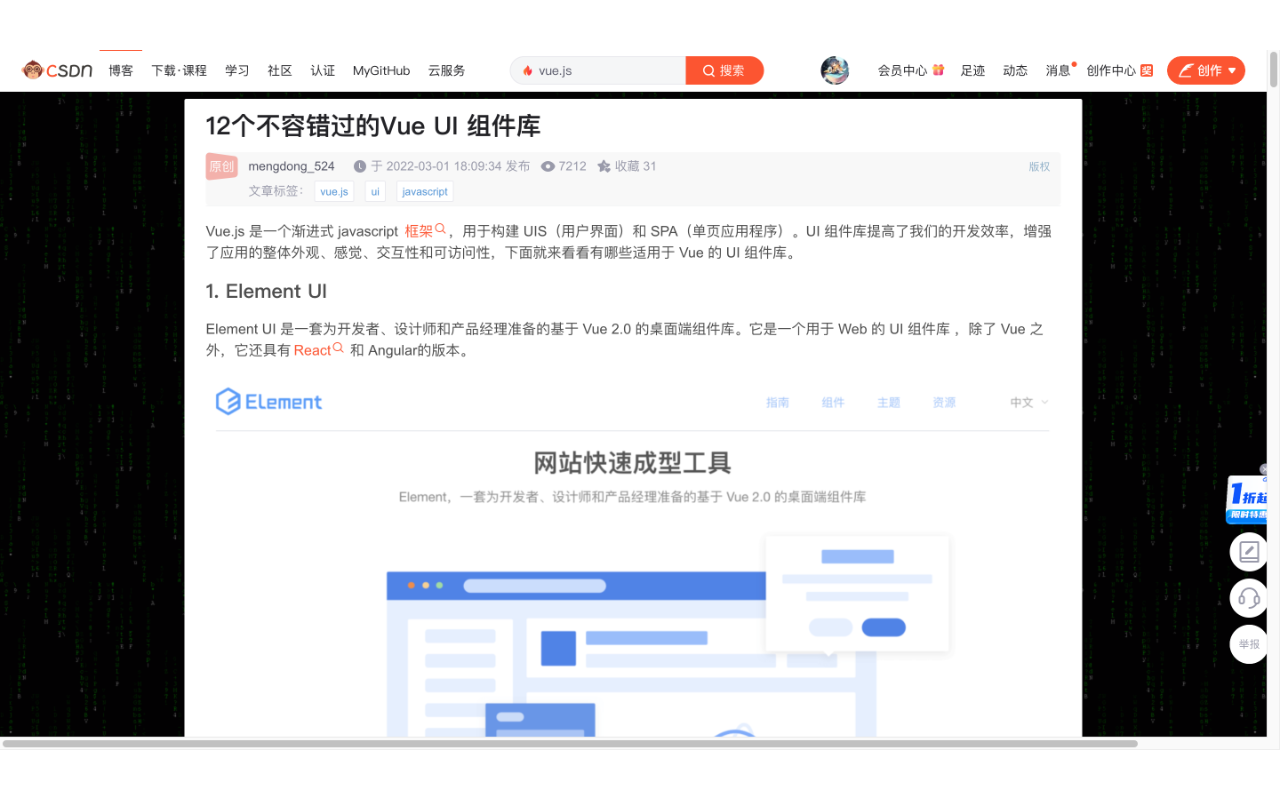 CSDN 博客 下载·课程 学习 社区 认证 MyGitHub 云服务 vue.js 搜索 会员中心 足迹 动态 消息 创作中心 奖 创作
12个不容错过的Vue UI 组件库
原创 mengdong_524 于 2022-03-01 18:09:34 发布 7212 收藏 31 版权
文章标签： vue.js ui javascript
Vue.js 是一个渐进式 javascript 框架，用于构建 UIS（用户界面）和 SPA（单页应用程序）。UI 组件库提高了我们的开发效率，增强
了应用的整体外观、感觉、交互性和可访问性，下面就来看看有哪些适用于 Vue 的 UI 组件库。
1. Element UI
Element UI 是一套为开发者、设计师和产品经理准备的基于 Vue 2.0 的桌面端组件库。它是一个用于 Web 的 UI 组件库 ，除了 Vue 之
外，它还具有 React 和 Angular的版本。
Element 指南 组件 主题 资源 中文
网站快速成型工具
Element，一套为开发者、设计师和产品经理准备的基于 Vue 2.0 的桌面端组件库
1折起
限时特惠
举报